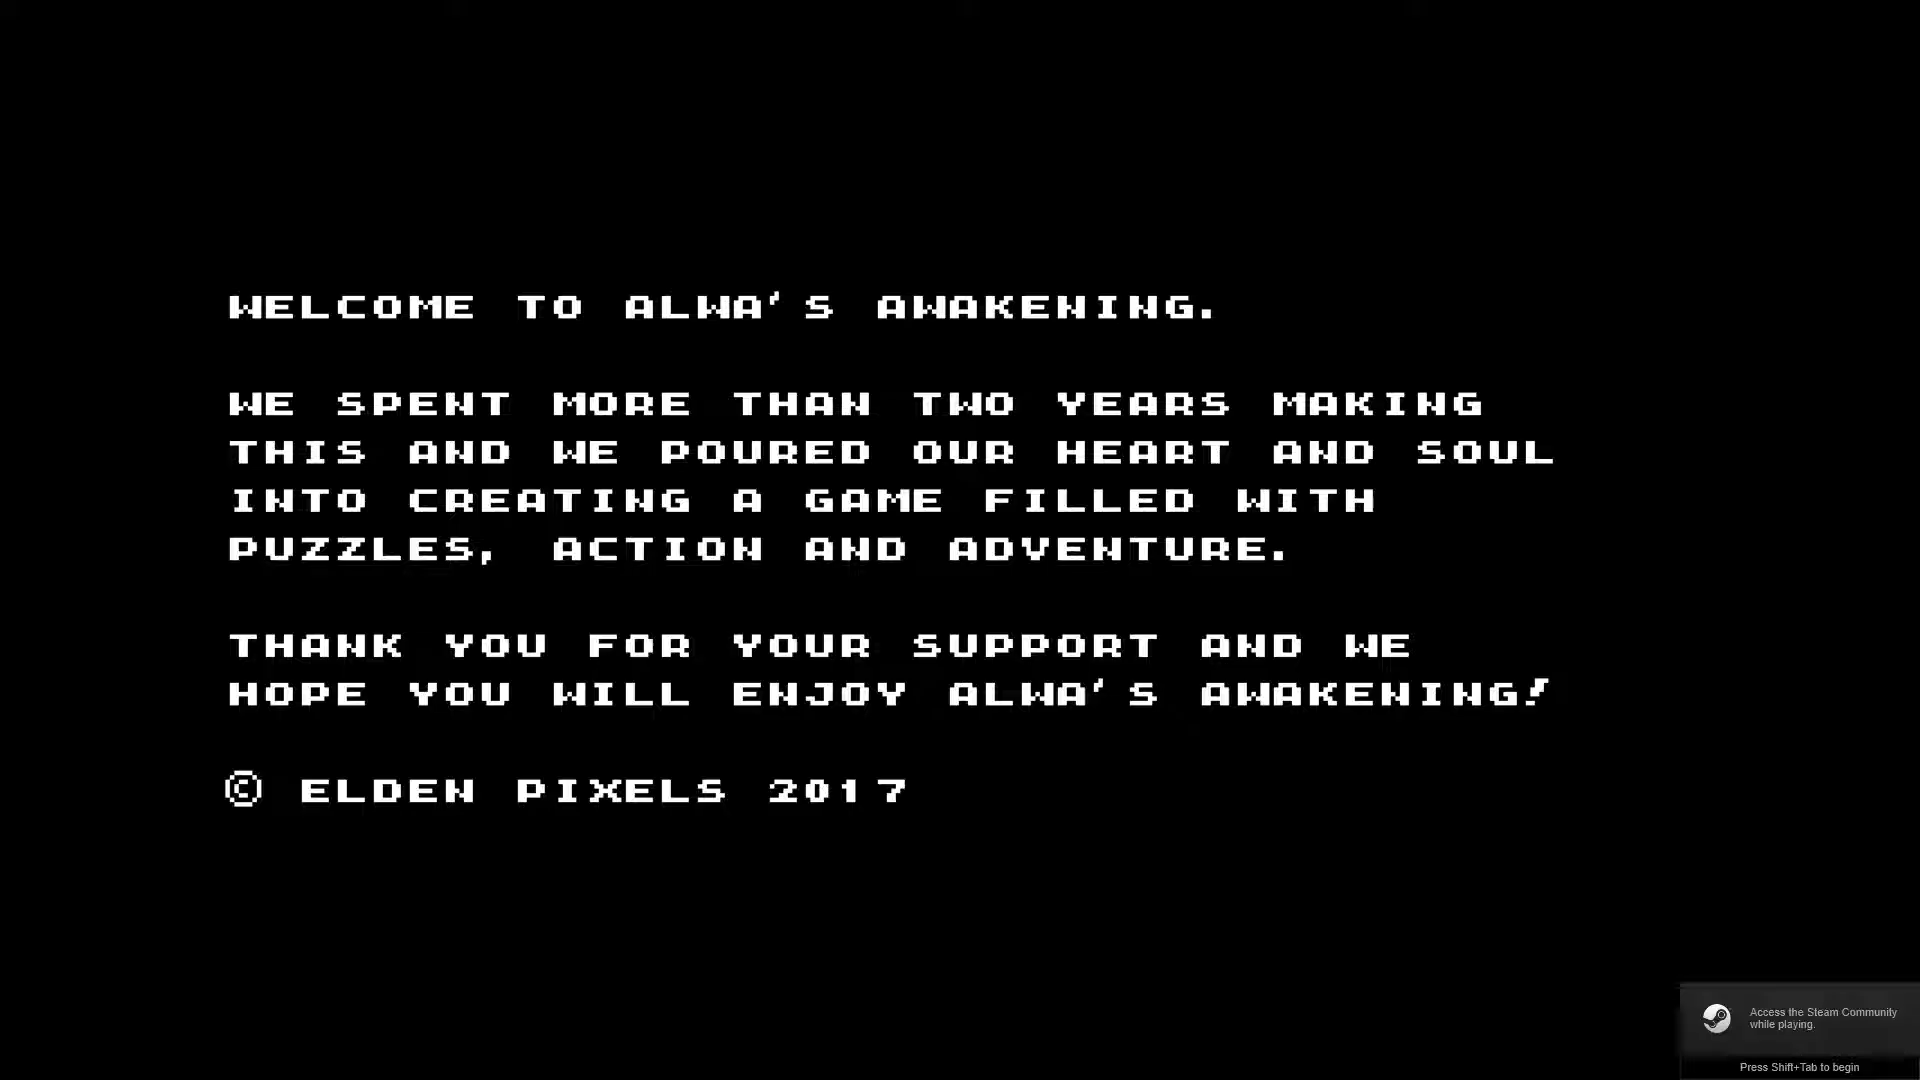 WELCOME TO ALWA'S AWAKENING.
WE SPENT MORE THAN TWO YEARS MAKING
THIS AND WE POURED OUR HEART AND SOUL
INTO CREATING A GAME FILLED WITH
PUZZLES, ACTION AND ADVENTURE.
THANK YOU FOR YOUR SUPPORT AND WE
HOPE YOU WILL ENJOY ALWA'S AWAKENING!
© ELDEN PIXELS 2017
Access the Steam Community
while playing.
Press Shift+Tab to begin